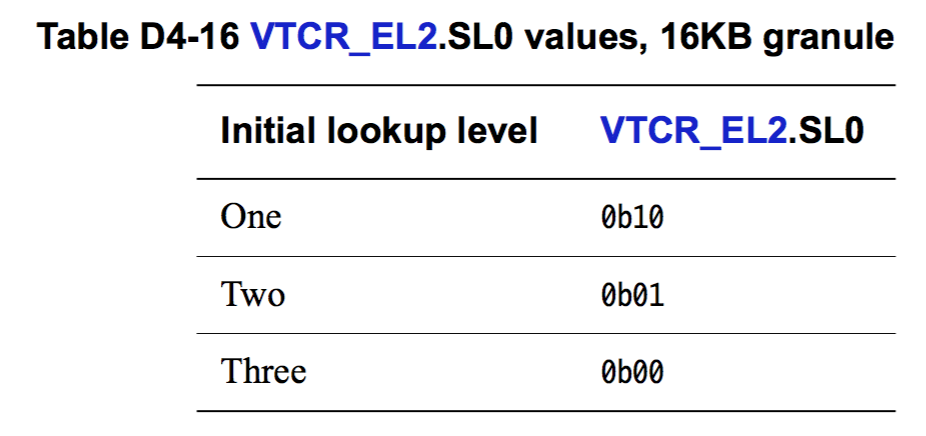 Table D4-16 VTCR_EL2.SL0 values, 16KB granule
Initial lookup level VTCR_EL2.SL0
One 0b10
Two 0b01
Three 0b00